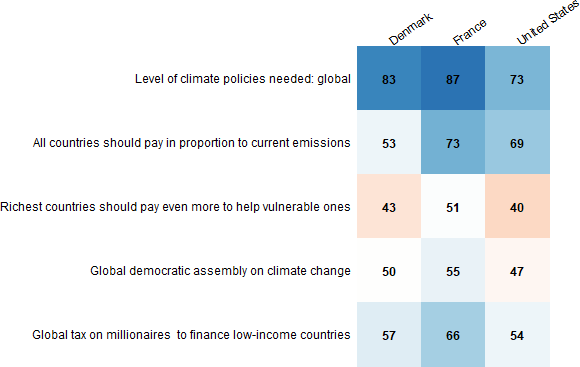 Denmark France United States
Level of climate policies needed: global 83 87 73
All countries should pay in proportion to current emissions 53 73 69
Richest countries should pay even more to help vulnerable ones 43 51 40
Global democratic assembly on climate change 50 55 47
Global tax on millionaires  to finance low-income countries 57 66 54